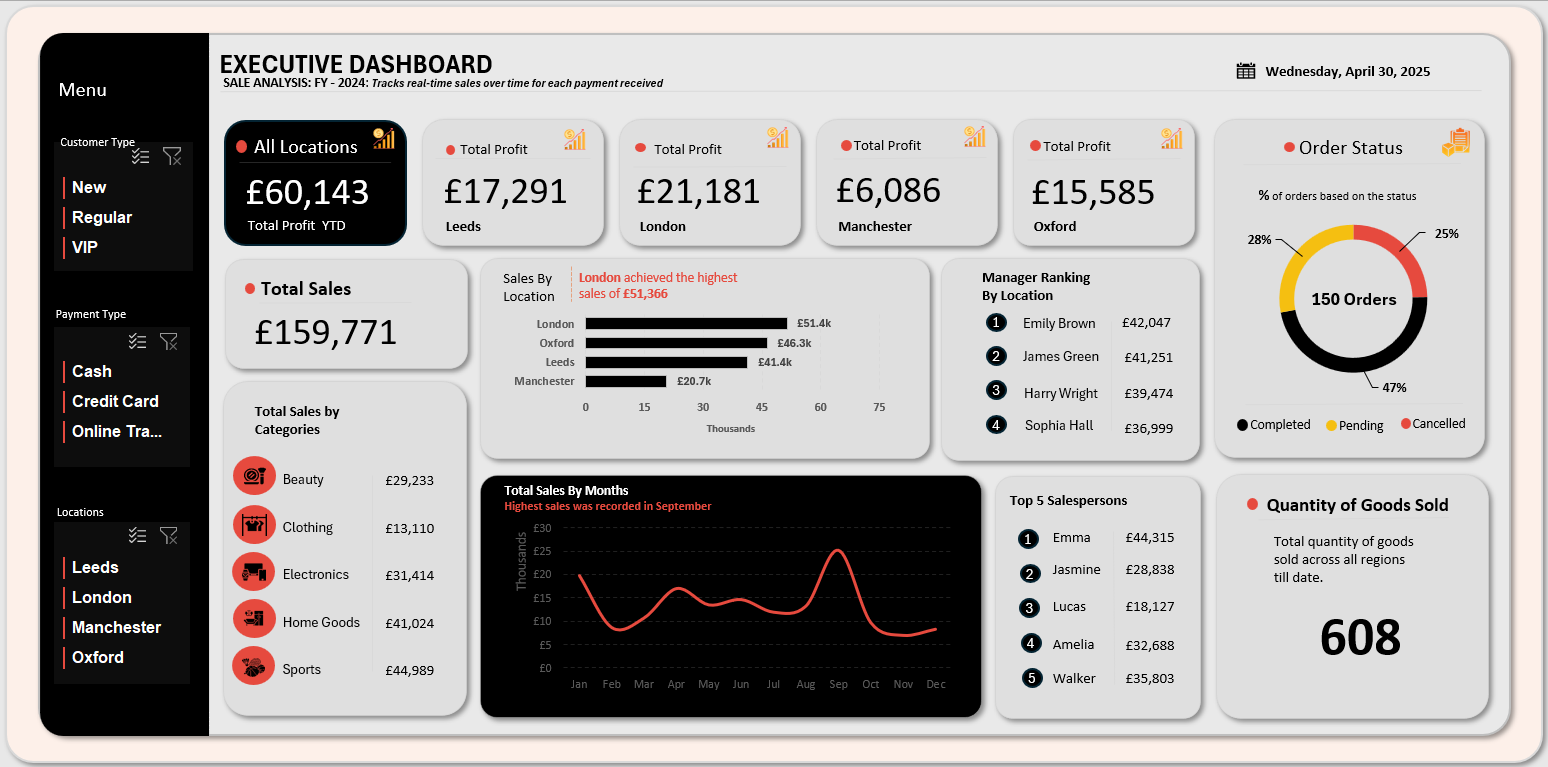 EXECUTIVE DASHBOARD
SALE ANALYSIS: FY - 2024: Tracks real-time sales over time for each payment received
Wednesday, April 30, 2025
Menu
Customer Type
New
Regular
VIP
Payment Type
Cash
Credit Card
Online Tra...
Locations
Leeds
London
Manchester
Oxford
All Locations
£60,143
Total Profit YTD
Total Profit
£17,291
Leeds
Total Profit
£21,181
London
Total Profit
£6,086
Manchester
Total Profit
£15,585
Oxford
Order Status
% of orders based on the status
28%
25%
150 Orders
47%
Completed
Pending
Cancelled
Total Sales
£159,771
Sales By
Location
London achieved the highest
sales of £51,366
London £51.4k
Oxford £46.3k
Leeds £41.4k
Manchester £20.7k
0 15 30 45 60 75
Thousands
Manager Ranking
By Location
1 Emily Brown £42,047
2 James Green £41,251
3 Harry Wright £39,474
4 Sophia Hall £36,999
Total Sales by
Categories
Beauty £29,233
Clothing £13,110
Electronics £31,414
Home Goods £41,024
Sports £44,989
Total Sales By Months
Highest sales was recorded in September
Thousands
£30
£25
£20
£15
£10
£5
£0
Jan Feb Mar Apr May Jun Jul Aug Sep Oct Nov Dec
Top 5 Salespersons
1 Emma £44,315
2 Jasmine £28,838
3 Lucas £18,127
4 Amelia £32,688
5 Walker £35,803
Quantity of Goods Sold
Total quantity of goods
sold across all regions
till date.
608